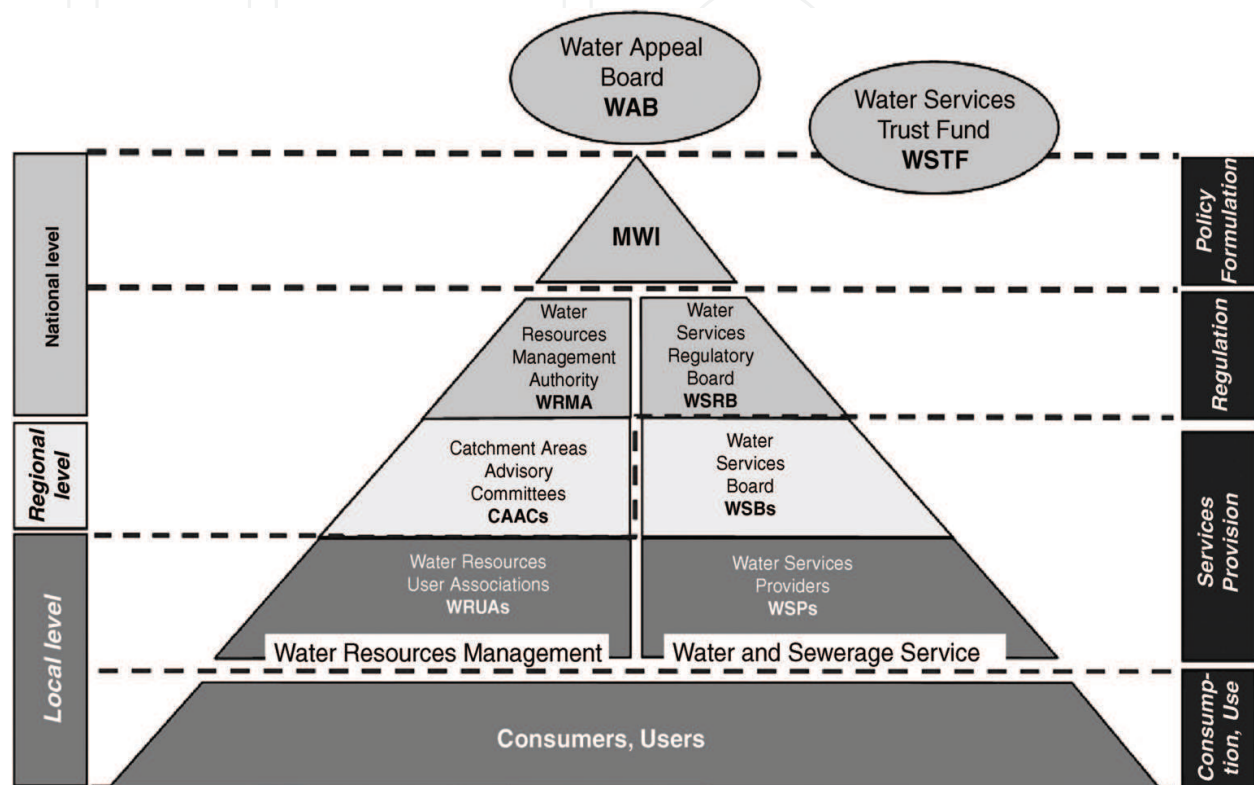 Water Appeal
Board
WAB
Water Services
Trust Fund
WSTF
National level
MWI
Policy
Formulation
Water
Resources
Management
Authority
WRMA
Water
Services
Regulatory
Board
WSRB
Regulation
Regional
level
Catchment Areas
Advisory
Committees
CAACs
Water
Services
Board
WSBs
Services
Provision
Local level
Water Resources
User Associations
WRUAs
Water Services
Providers
WSPs
Water Resources Management
Water and Sewerage Service
Consumers, Users
Consump-
tion, Use